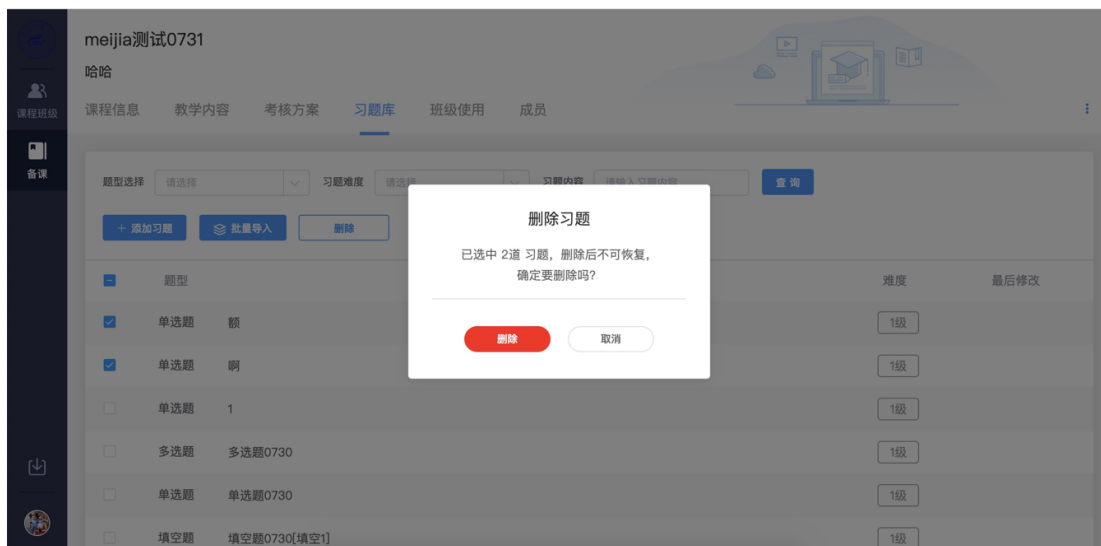 meijia测试0731
哈哈
课程班级
课程信息 教学内容 考核方案 习题库 班级使用 成员
备课
题型选择 请选择 习题难度 请选择 习题内容 请输入习题内容 查询
+ 添加习题 批量导入 删除
删除习题
已选中 2道 习题，删除后不可恢复，
确定要删除吗？
删除 取消
题型 难度 最后修改
单选题 额 1级
单选题 啊 1级
单选题 1 1级
多选题 多选题0730 1级
单选题 单选题0730 1级
填空题 填空题0730[填空1] 1级